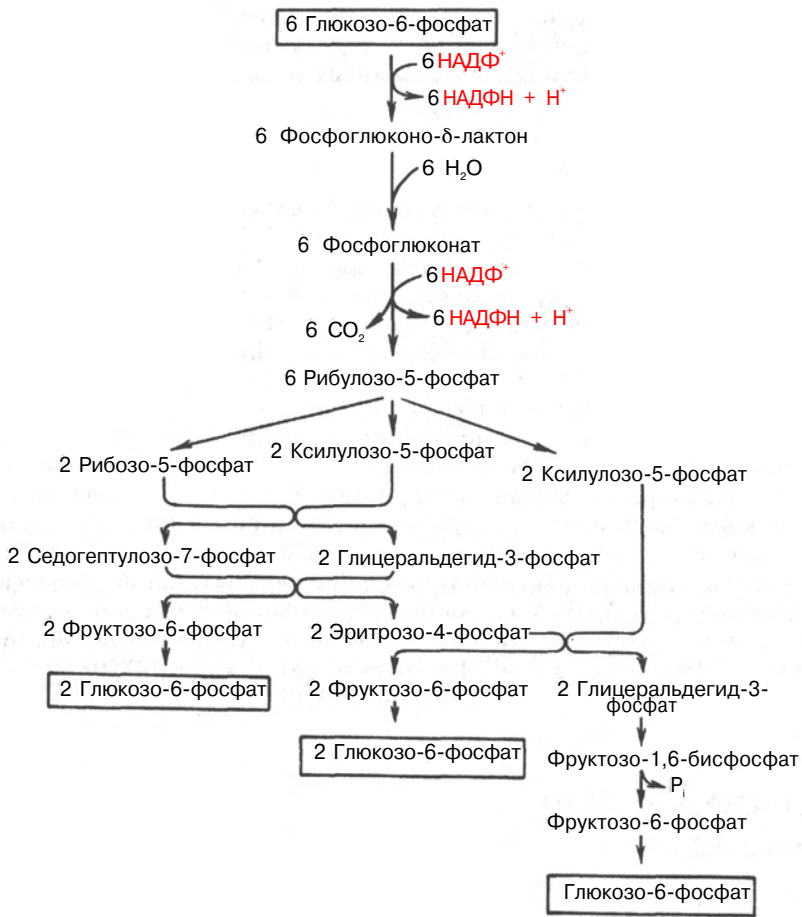 6 Глюкозо-6-фосфат
6 НАДФ⁺
6 НАДФН + Н⁺
6 Фосфоглюконо-δ-лактон
6 H₂O
6 Фосфоглюконат
6 НАДФ⁺
6 НАДФН + Н⁺
6 CO₂
6 Рибулозо-5-фосфат
2 Рибозо-5-фосфат
2 Ксилулозо-5-фосфат
2 Ксилулозо-5-фосфат
2 Седогептулозо-7-фосфат
2 Глицеральдегид-3-фосфат
2 Фруктозо-6-фосфат
2 Эритрозо-4-фосфат
2 Глюкозо-6-фосфат
2 Фруктозо-6-фосфат
2 Глицеральдегид-3-
фосфат
2 Глюкозо-6-фосфат
Фруктозо-1,6-бисфосфат
Pᵢ
Фруктозо-6-фосфат
Глюкозо-6-фосфат